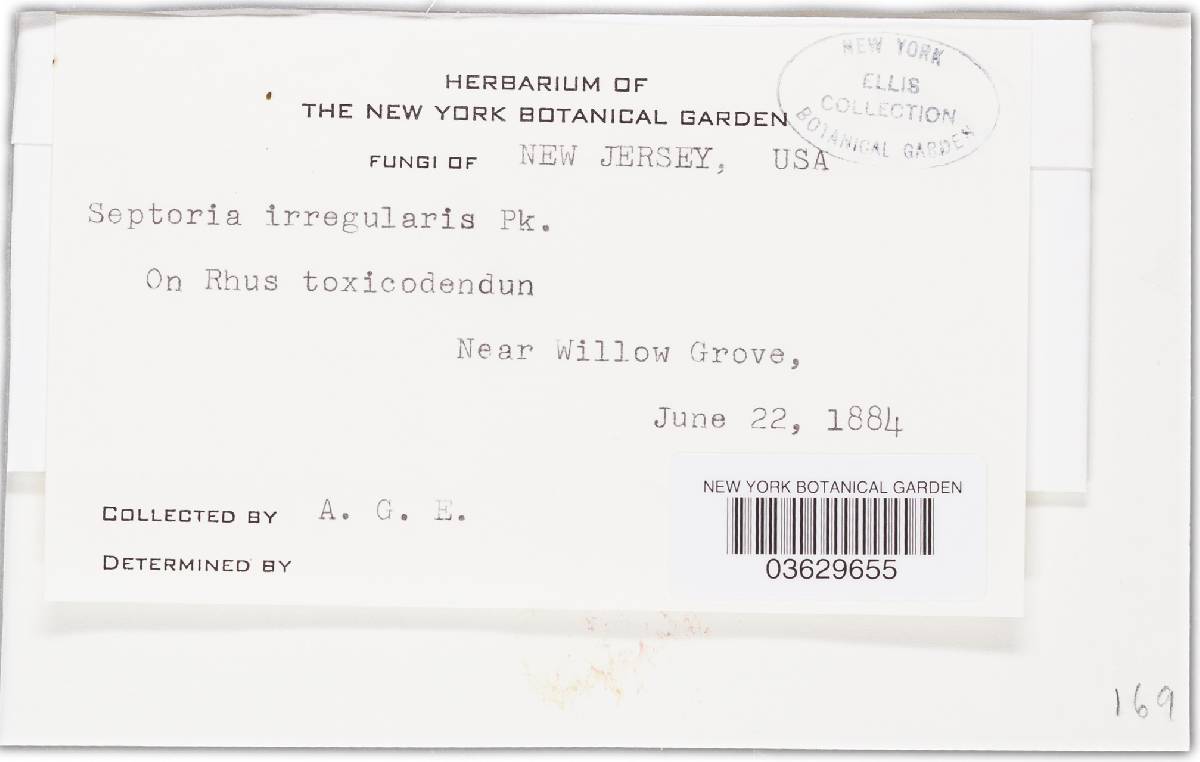 HERBARIUM OF
THE NEW YORK BOTANICAL GARDEN
NEW YORK
ELLIS
COLLECTION
BOTANICAL GARDEN
FUNGI OF NEW JERSEY, USA
Septoria irregularis Pk.
On Rhus toxicodendun
Near Willow Grove,
June 22, 1884
COLLECTED BY A. G. E.
DETERMINED BY
NEW YORK BOTANICAL GARDEN
03629655
169